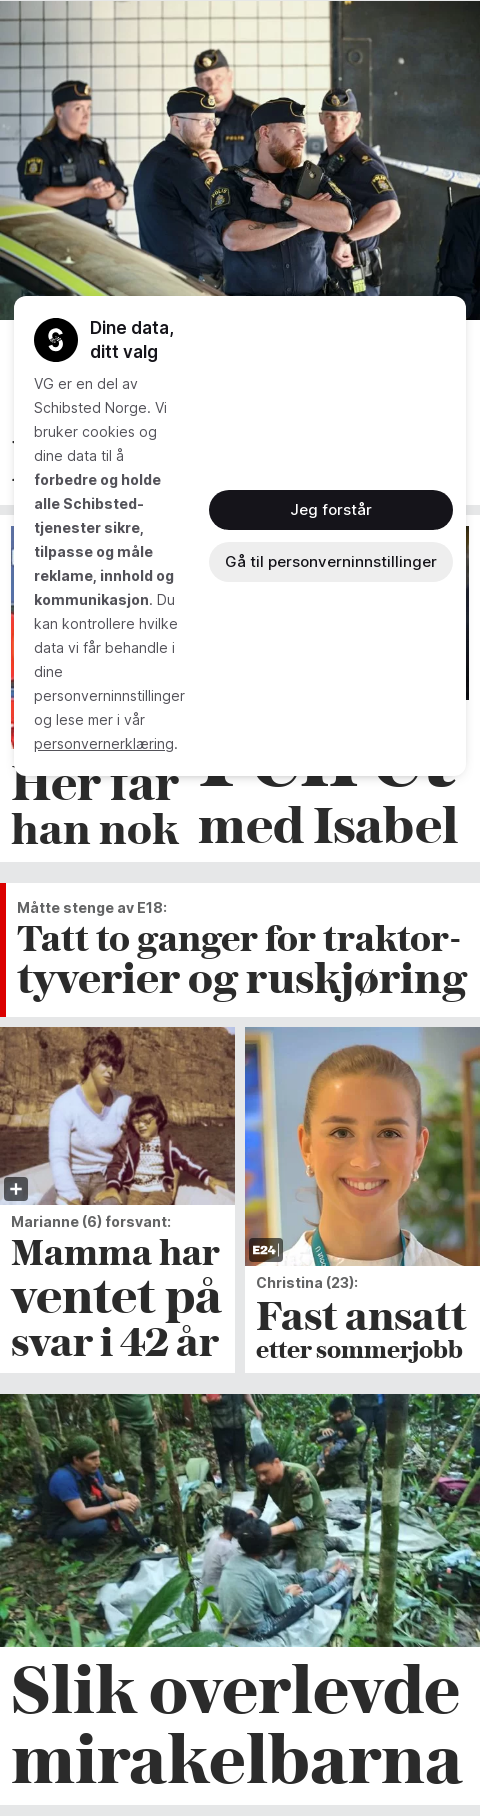 Dine data,
ditt valg
VG er en del av
Schibsted Norge. Vi
bruker cookies og
dine data til å
forbedre og holde
alle Schibsted-
tjenester sikre,
tilpasse og måle
reklame, innhold og
kommunikasjon. Du
kan kontrollere hvilke
data vi får behandle i
dine
personverninnstillinger
og lese mer i vår
personvernerklæring.
Jeg forstår
Gå til personverninnstillinger
Her får
han nok
med Isabel
Måtte stenge av E18:
Tatt to ganger for traktor-
tyverier og ruskjøring
Marianne (6) forsvant:
Mamma har
ventet på
svar i 42 år
E24
Christina (23):
Fast ansatt
etter sommerjobb
Slik overlevde
mirakelbarna